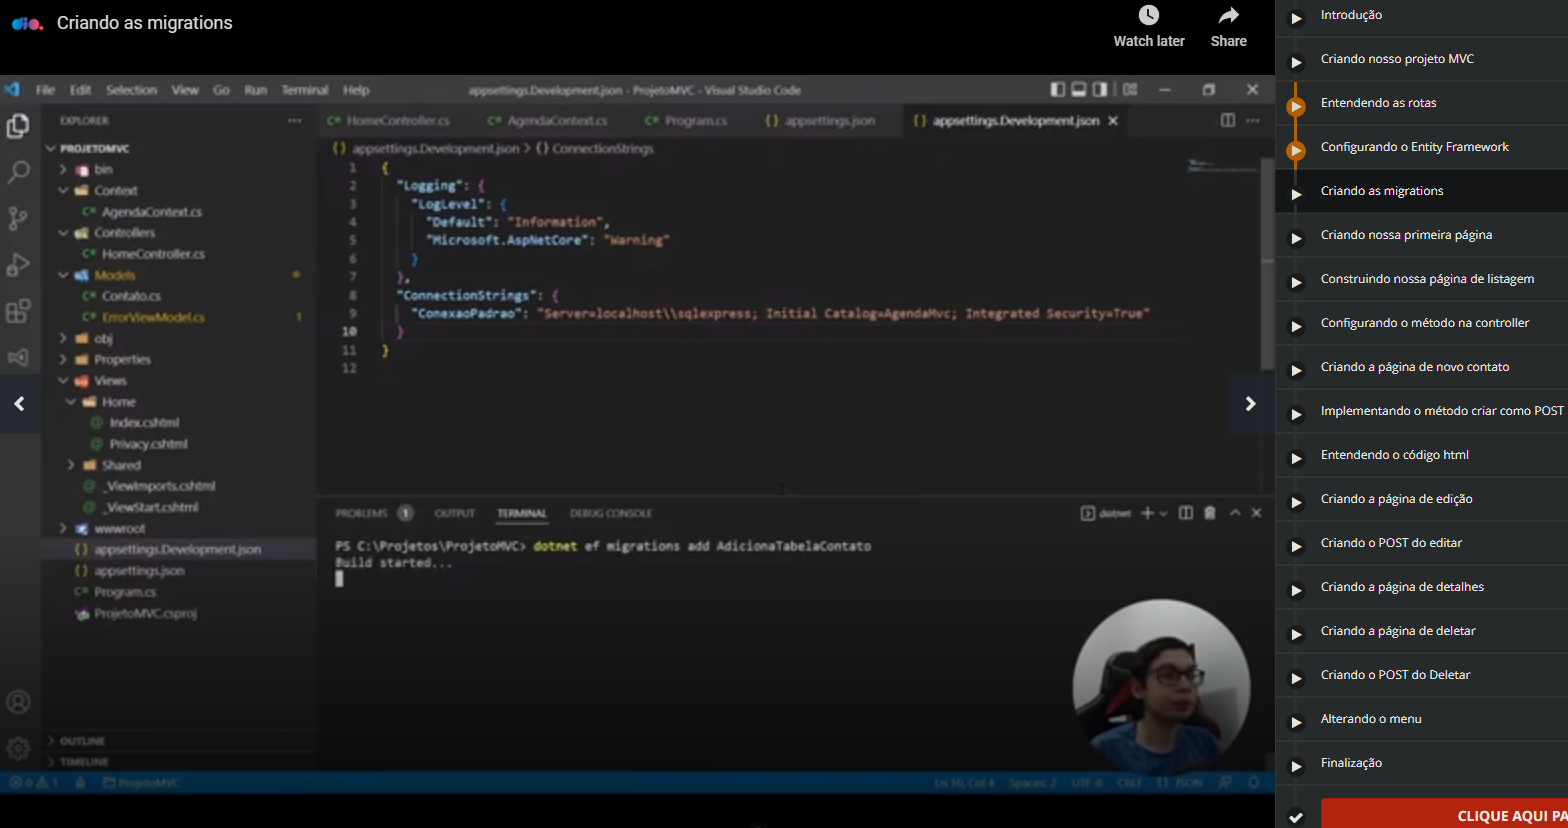 dio.
Criando as migrations
Watch later
Share
File Edit Selection View Go Run Terminal Help
appsettings.Development.json - ProjetoMVC - Visual Studio Code
EXPLORER
HomeController.cs
AgendaContext.cs
Program.cs
{} appsettings.json
{} appsettings.Development.json
{} appsettings.Development.json > {} ConnectionStrings
PROJETOMVC
bin
Context
C# AgendaContext.cs
Controllers
C# HomeController.cs
Models
C# Contato.cs
C# ErrorViewModel.cs 1
obj
Properties
Views
Home
Index.cshtml
Privacy.cshtml
Shared
_ViewImports.cshtml
_ViewStart.cshtml
wwwroot
{} appsettings.Development.json
{} appsettings.json
C# Program.cs
ProjetoMVC.csproj
OUTLINE
TIMELINE
1 {
2 "Logging": {
3 "LogLevel": {
4 "Default": "Information",
5 "Microsoft.AspNetCore": "Warning"
6 }
7 },
8 "ConnectionStrings": {
9 "ConexaoPadrao": "Server=localhost\\sqlexpress; Initial Catalog=AgendaMvc; Integrated Security=True"
10 }
11 }
12
PROBLEMS 1 OUTPUT TERMINAL DEBUG CONSOLE
dotnet
PS C:\Projetos\ProjetoMVC> dotnet ef migrations add AdicionaTabelaContato
Build started...
0 1 ProjetoMVC
Ln 10, Col 4 Spaces: 2 UTF-8 CRLF {} JSON
Introdução
Criando nosso projeto MVC
Entendendo as rotas
Configurando o Entity Framework
Criando as migrations
Criando nossa primeira página
Construindo nossa página de listagem
Configurando o método na controller
Criando a página de novo contato
Implementando o método criar como POST
Entendendo o código html
Criando a página de edição
Criando o POST do editar
Criando a página de detalhes
Criando a página de deletar
Criando o POST do Deletar
Alterando o menu
Finalização
CLIQUE AQUI PA